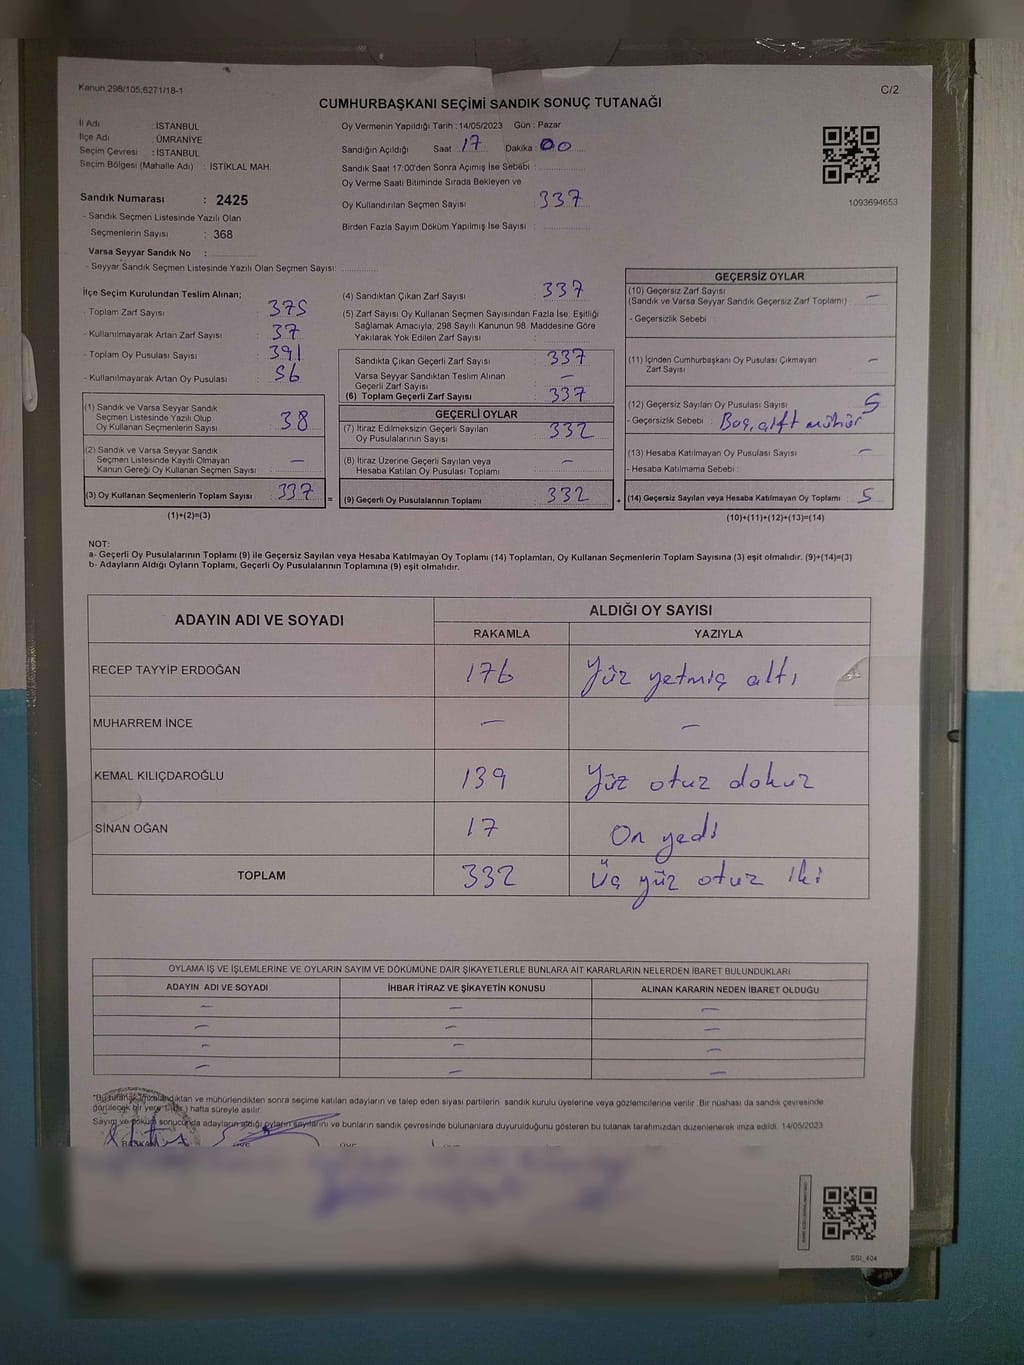 Kanun,298/105,6271/18-1
C/2
CUMHURBAŞKANI SEÇİMİ SANDIK SONUÇ TUTANAĞI
İl Adı : İSTANBUL
İlçe Adı : ÜMRANİYE
Seçim Çevresi : İSTANBUL
Seçim Bölgesi (Mahalle Adı) : İSTİKLAL MAH.
Oy Vermenin Yapıldığı Tarih : 14/05/2023 Gün : Pazar
Sandığın Açıldığı Saat 17 Dakika : 00
Sandık Saat 17:00'den Sonra Açımış İse Sebebi :
Oy Verme Saati Bitiminde Sırada Bekleyen ve
Oy Kullandırılan Seçmen Sayısı 337
Birden Fazla Sayım Döküm Yapılmış İse Sayısı :
1093694653
Sandık Numarası : 2425
- Sandık Seçmen Listesinde Yazılı Olan
Seçmenlerin Sayısı : 368
Varsa Seyyar Sandık No :
- Seyyar Sandık Seçmen Listesinde Yazılı Olan Seçmen Sayısı:
İlçe Seçim Kurulundan Teslim Alınan;
- Toplam Zarf Sayısı : 375
- Kullanılmayarak Artan Zarf Sayısı : 37
- Toplam Oy Pusulası Sayısı : 391
- Kullanılmayarak Artan Oy Pusulası : 56
(1) Sandık ve Varsa Seyyar Sandık
Seçmen Listesinde Yazılı Olup
Oy Kullanan Seçmenlerin Sayısı : 38
(2) Sandık ve Varsa Seyyar Sandık
Seçmen Listesinde Kayıtlı Olmayan
Kanun Gereği Oy Kullanan Seçmen Sayısı : –
(3) Oy Kullanan Seçmenlerin Toplam Sayısı : 337
(1)+(2)=(3)
=
(4) Sandıktan Çıkan Zarf Sayısı : 337
(5) Zarf Sayısı Oy Kullanan Seçmen Sayısından Fazla İse, Eşitliği
Sağlamak Amacıyla, 298 Sayılı Kanunun 98. Maddesine Göre
Yakılarak Yok Edilen Zarf Sayısı :
Sandıkta Çıkan Geçerli Zarf Sayısı : 337
Varsa Seyyar Sandıktan Teslim Alınan
Geçerli Zarf Sayısı : –
(6) Toplam Geçerli Zarf Sayısı : 337
GEÇERLİ OYLAR
(7) İtiraz Edilmeksizin Geçerli Sayılan
Oy Pusulalarının Sayısı : 332
(8) İtiraz Üzerine Geçerli Sayılan veya
Hesaba Katılan Oy Pusulası Toplamı : –
(9) Geçerli Oy Pusulalarının Toplamı : 332
+
GEÇERSİZ OYLAR
(10) Geçersiz Zarf Sayısı
(Sandık ve Varsa Seyyar Sandık Geçersiz Zarf Toplamı) : –
- Geçersizlik Sebebi :
(11) İçinden Cumhurbaşkanı Oy Pusulası Çıkmayan
Zarf Sayısı : –
(12) Geçersiz Sayılan Oy Pusulası Sayısı : 5
- Geçersizlik Sebebi : Boş, çift mühür
(13) Hesaba Katılmayan Oy Pusulası Sayısı : –
- Hesaba Katılmama Sebebi :
(14) Geçersiz Sayılan veya Hesaba Katılmayan Oy Toplamı : 5
(10)+(11)+(12)+(13)=(14)
NOT:
a- Geçerli Oy Pusulalarının Toplamı (9) ile Geçersiz Sayılan veya Hesaba Katılmayan Oy Toplamı (14) Toplamları, Oy Kullanan Seçmenlerin Toplam Sayısına (3) eşit olmalıdır. (9)+(14)=(3)
b- Adayların Aldığı Oyların Toplamı, Geçerli Oy Pusulalarının Toplamına (9) eşit olmalıdır.
ADAYIN ADI VE SOYADI
ALDIĞI OY SAYISI
RAKAMLA YAZIYLA
RECEP TAYYİP ERDOĞAN 176 Yüz yetmiş altı
MUHARREM İNCE – –
KEMAL KILIÇDAROĞLU 139 Yüz otuz dokuz
SİNAN OĞAN 17 On yedi
TOPLAM 332 Üç yüz otuz iki
OYLAMA İŞ VE İŞLEMLERİNE VE OYLARIN SAYIM VE DÖKÜMÜNE DAİR ŞİKAYETLERLE BUNLARA AİT KARARLARIN NELERDEN İBARET BULUNDUKLARI
ADAYIN ADI VE SOYADI İHBAR İTİRAZ VE ŞİKAYETİN KONUSU ALINAN KARARIN NEDEN İBARET OLDUĞU
– – –
– – –
– – –
– – –
"Bu tutanak imzalandıktan ve mühürlendikten sonra seçime katılan adayların ve talep eden siyasi partilerin sandık kurulu üyelerine veya gözlemcilerine verilir. Bir nüshası da sandık çevresinde
görülecek bir yere 1(bir) hafta süreyle asılır.
Sayım ve döküm sonucunda adayların aldığı oyların sayılarını ve bunların sandık çevresinde bulunanlara duyurulduğunu gösteren bu tutanak tarafımızdan düzenlenerek imza edildi. 14/05/2023
BAŞKAN
SSİ_404